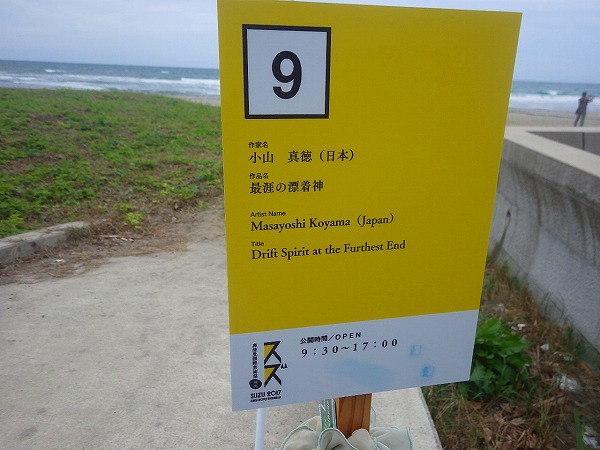 9
作家名
小山　真徳（日本）
作品名
最涯の漂着神
Artist Name
Masayoshi Koyama（Japan）
Title
Drift Spirit at the Furthest End
スズ
SUZU 2017
公開時間／OPEN
9：30〜17：00